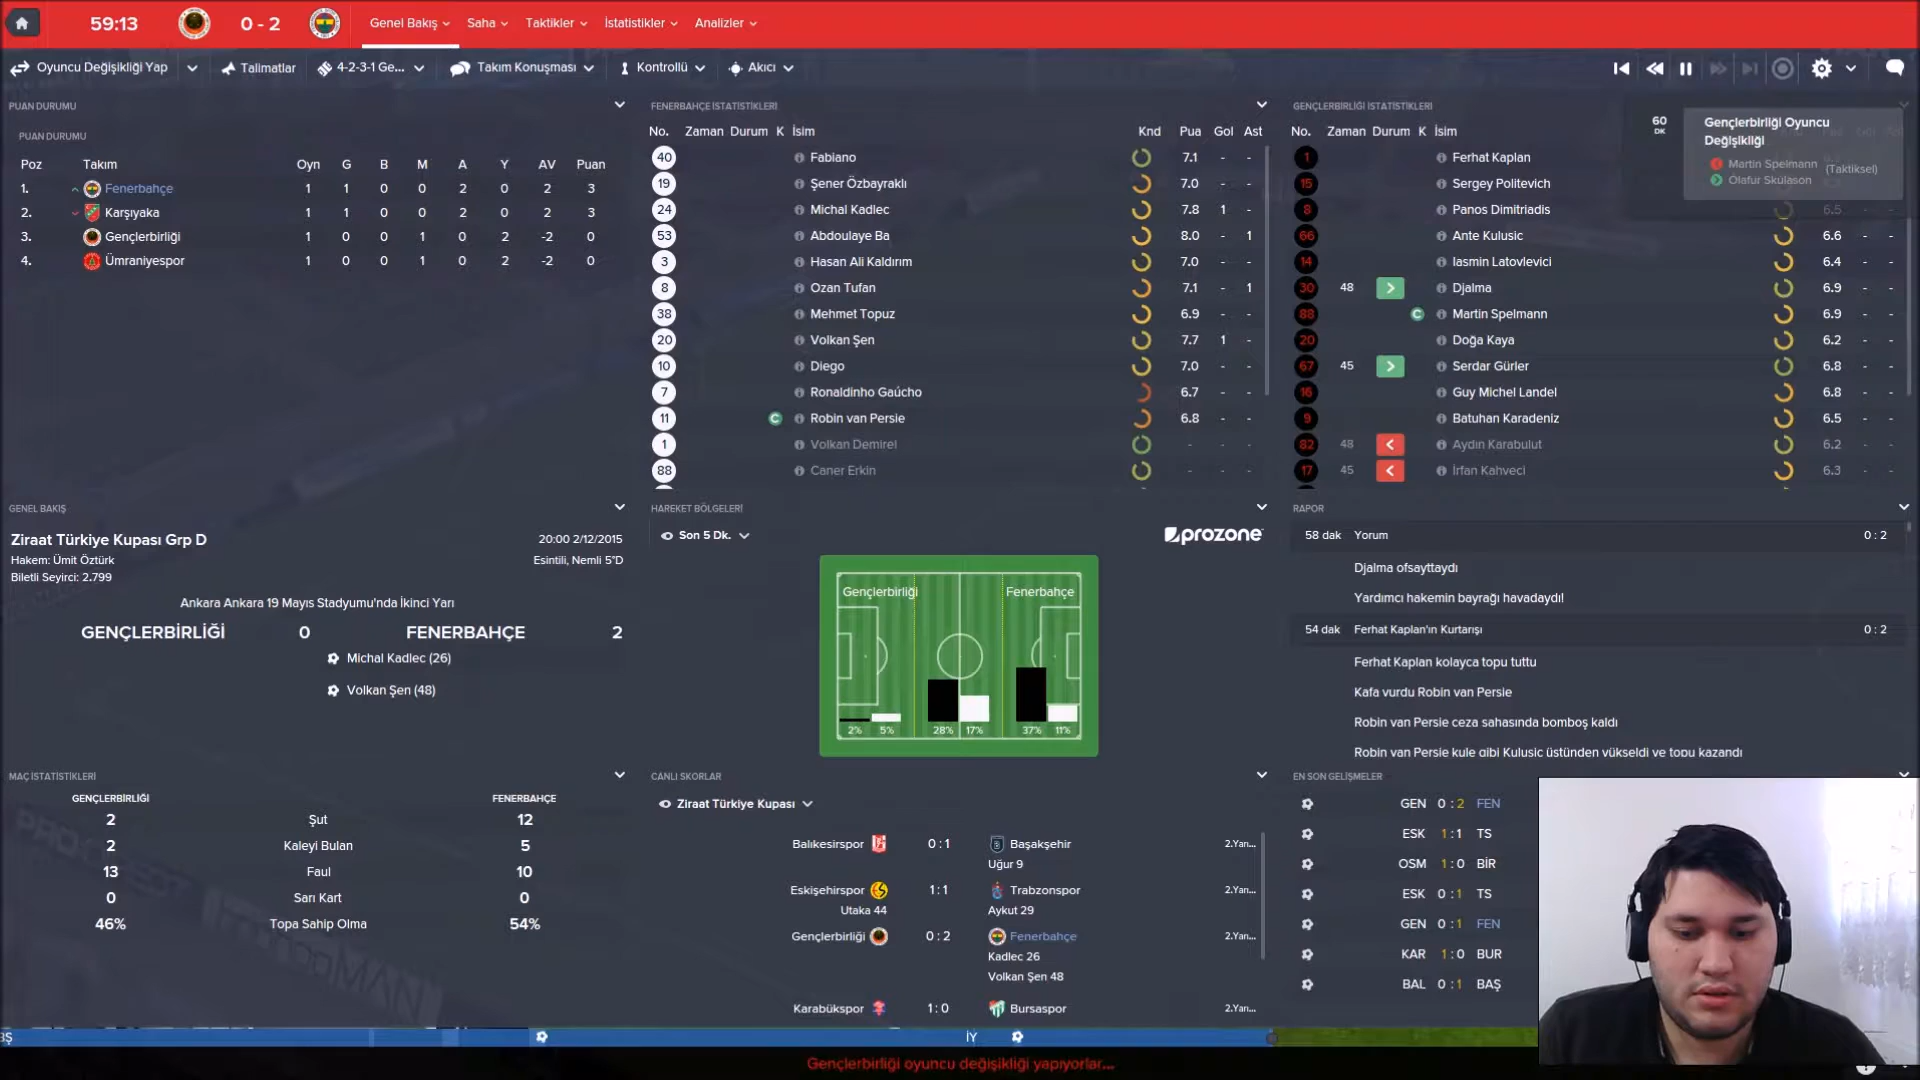 59:13 0 - 2 Genel Bakış Saha Taktikler İstatistikler Analizler
Oyuncu Değişikliği Yap Talimatlar 4-2-3-1 Ge... Takım Konuşması Kontrollü Akıcı
PUAN DURUMU
PUAN DURUMU
Poz Takım Oyn G B M A Y AV Puan
1. Fenerbahçe 1 1 0 0 2 0 2 3
2. Karşıyaka 1 1 0 0 2 0 2 3
3. Gençlerbirliği 1 0 0 1 0 2 -2 0
4. Ümraniyespor 1 0 0 1 0 2 -2 0
FENERBAHÇE İSTATİSTİKLERİ
No. Zaman Durum K İsim Knd Pua Gol Ast
40 Fabiano 7.1 - -
19 Şener Özbayraklı 7.0 - -
24 Michal Kadlec 7.8 1 -
53 Abdoulaye Ba 8.0 - 1
3 Hasan Ali Kaldırım 7.0 - -
8 Ozan Tufan 7.1 - 1
38 Mehmet Topuz 6.9 - -
20 Volkan Şen 7.7 1 -
10 Diego 7.0 - -
7 Ronaldinho Gaúcho 6.7 - -
11 C Robin van Persie 6.8 - -
1 Volkan Demirel - - -
88 Caner Erkin - - -
GENÇLERBİRLİĞİ İSTATİSTİKLERİ
No. Zaman Durum K İsim
1 Ferhat Kaplan
15 Sergey Politevich
8 Panos Dimitriadis 6.5 - -
66 Ante Kulusic 6.6 - -
14 Iasmin Latovlevici 6.4 - -
30 48 Djalma 6.9 - -
88 C Martin Spelmann 6.9 - -
20 Doğa Kaya 6.2 - -
67 45 Serdar Gürler 6.8 - -
16 Guy Michel Landel 6.8 - -
9 Batuhan Karadeniz 6.5 - -
82 48 Aydın Karabulut 6.2 - -
17 45 İrfan Kahveci 6.3 - -
60 DK
Gençlerbirliği Oyuncu
Değişikliği
Martin Spelmann
Ólafur Skúlason
(Taktiksel)
GENEL BAKIŞ
Ziraat Türkiye Kupası Grp D 20:00 2/12/2015
Hakem: Ümit Öztürk Esintili, Nemli 5°D
Biletli Seyirci: 2.799
Ankara Ankara 19 Mayıs Stadyumu'nda İkinci Yarı
GENÇLERBİRLİĞİ 0 FENERBAHÇE 2
Michal Kadlec (26)
Volkan Şen (48)
HAREKET BÖLGELERİ
Son 5 Dk. prozone
Gençlerbirliği Fenerbahçe
2% 5% 28% 17% 37% 11%
RAPOR
58 dak Yorum 0 : 2
Djalma ofsayttaydı
Yardımcı hakemin bayrağı havadaydı!
54 dak Ferhat Kaplan'ın Kurtarışı 0 : 2
Ferhat Kaplan kolayca topu tuttu
Kafa vurdu Robin van Persie
Robin van Persie ceza sahasında bomboş kaldı
Robin van Persie kule gibi Kulusic üstünden yükseldi ve topu kazandı
MAÇ İSTATİSTİKLERİ
GENÇLERBİRLİĞİ FENERBAHÇE
2 Şut 12
2 Kaleyi Bulan 5
13 Faul 10
0 Sarı Kart 0
46% Topa Sahip Olma 54%
CANLI SKORLAR
Ziraat Türkiye Kupası
Balıkesirspor 0 : 1 Başakşehir 2.Yarı...
Uğur 9
Eskişehirspor 1 : 1 Trabzonspor 2.Yarı...
Utaka 44 Aykut 29
Gençlerbirliği 0 : 2 Fenerbahçe 2.Yarı...
Kadlec 26
Volkan Şen 48
Karabükspor 1 : 0 Bursaspor 2.Yarı...
EN SON GELİŞMELER
GEN 0 : 2 FEN
ESK 1 : 1 TS
OSM 1 : 0 BİR
ESK 0 : 1 TS
GEN 0 : 1 FEN
KAR 1 : 0 BUR
BAL 0 : 1 BAŞ
BŞ İY
Gençlerbirliği oyuncu değişikliği yapıyorlar...